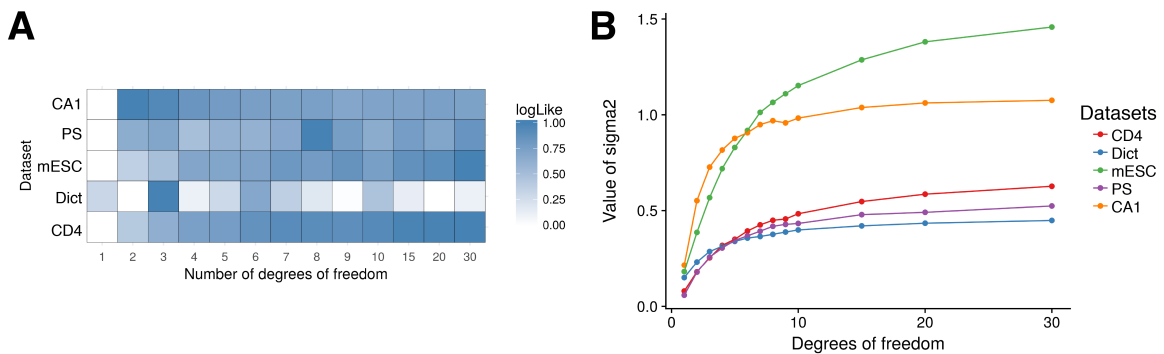 A
Dataset
CA1
PS
mESC
Dict
CD4
1 2 3 4 5 6 7 8 9 10 15 20 30
Number of degrees of freedom
logLike
1.00
0.75
0.50
0.25
0.00
B
Value of sigma2
1.5
1.0
0.5
0.0
0 10 20 30
Degrees of freedom
Datasets
CD4
Dict
mESC
PS
CA1